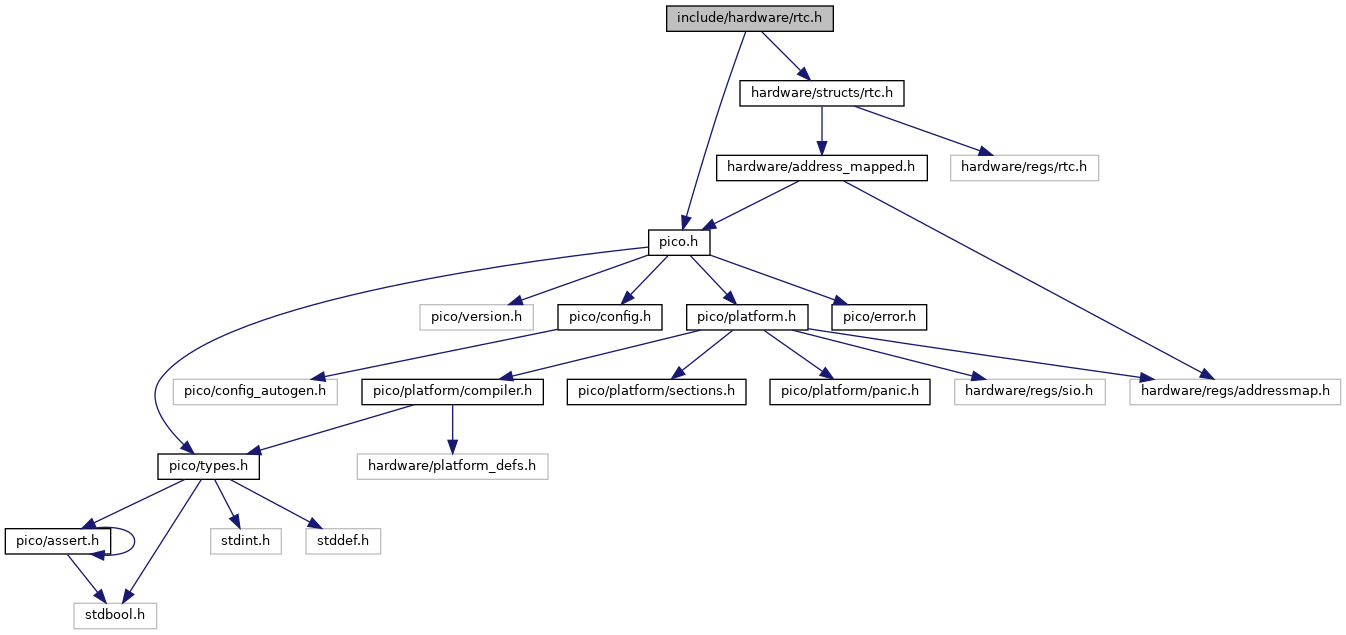 include/hardware/rtc.h
hardware/structs/rtc.h
hardware/address_mapped.h
hardware/regs/rtc.h
pico.h
pico/version.h
pico/config.h
pico/platform.h
pico/error.h
pico/config_autogen.h
pico/platform/compiler.h
pico/platform/sections.h
pico/platform/panic.h
hardware/regs/sio.h
hardware/regs/addressmap.h
pico/types.h
hardware/platform_defs.h
pico/assert.h
stdint.h
stddef.h
stdbool.h